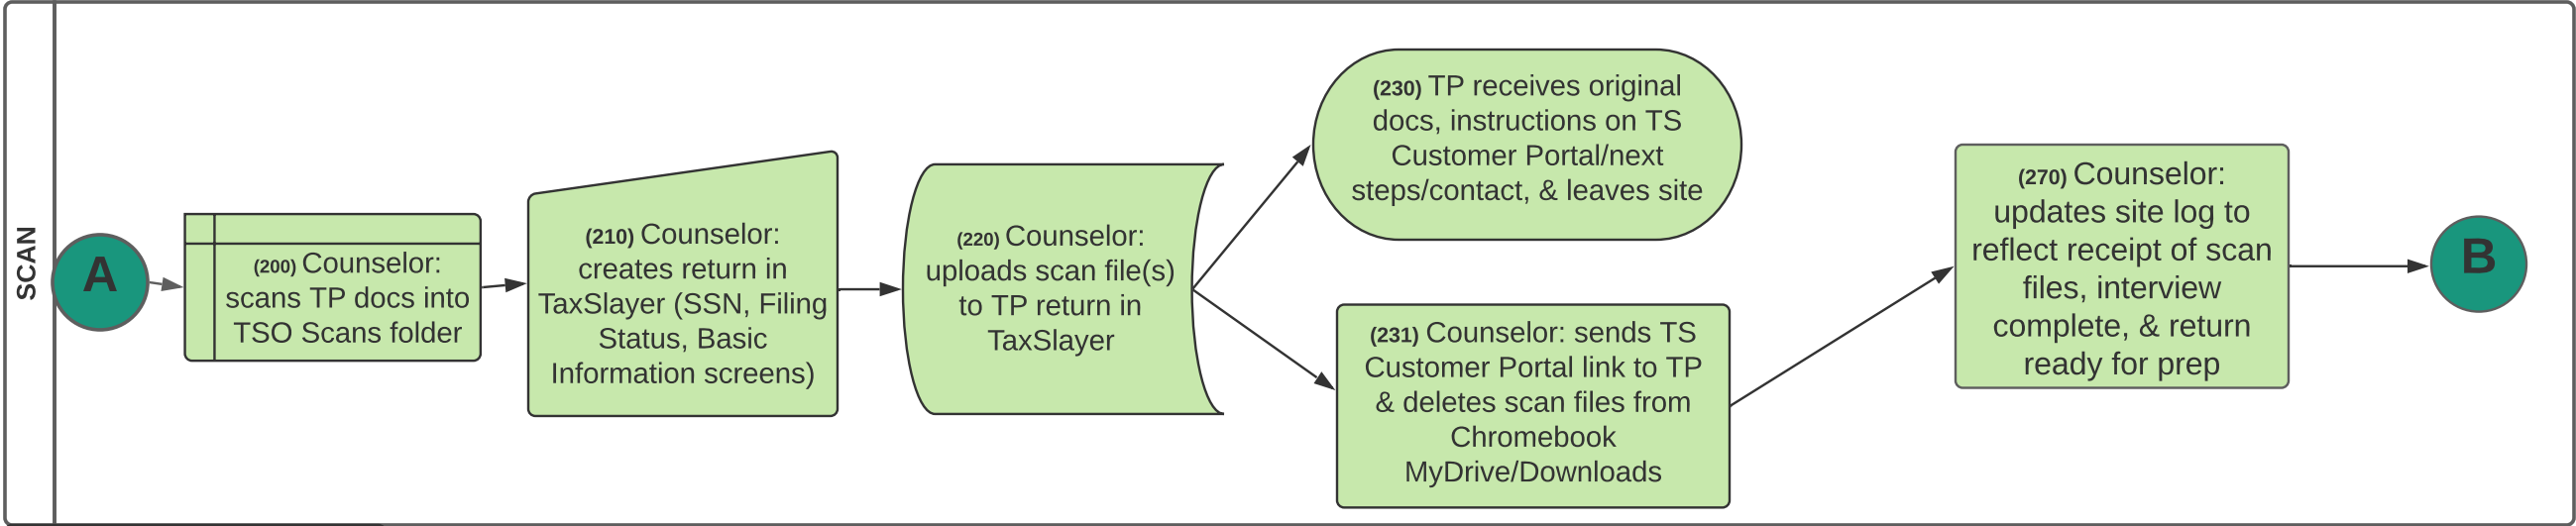 SCAN
A
(200) Counselor:
scans TP docs into
TSO Scans folder
(210) Counselor:
creates return in
TaxSlayer (SSN, Filing
Status, Basic
Information screens)
(220) Counselor:
uploads scan file(s)
to TP return in
TaxSlayer
(230) TP receives original
docs, instructions on TS
Customer Portal/next
steps/contact, & leaves site
(231) Counselor: sends TS
Customer Portal link to TP
& deletes scan files from
Chromebook
MyDrive/Downloads
(270) Counselor:
updates site log to
reflect receipt of scan
files, interview
complete, & return
ready for prep
B